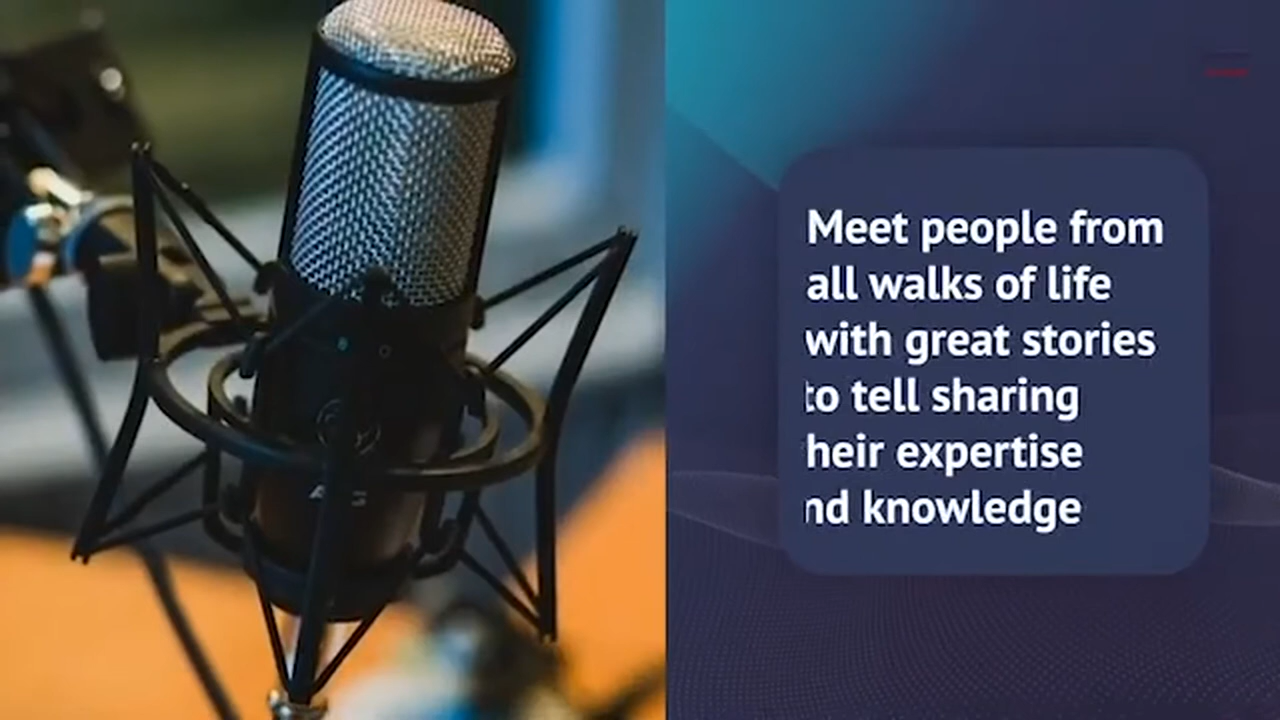 Meet people from
all walks of life
with great stories
to tell sharing
heir expertise
nd knowledge